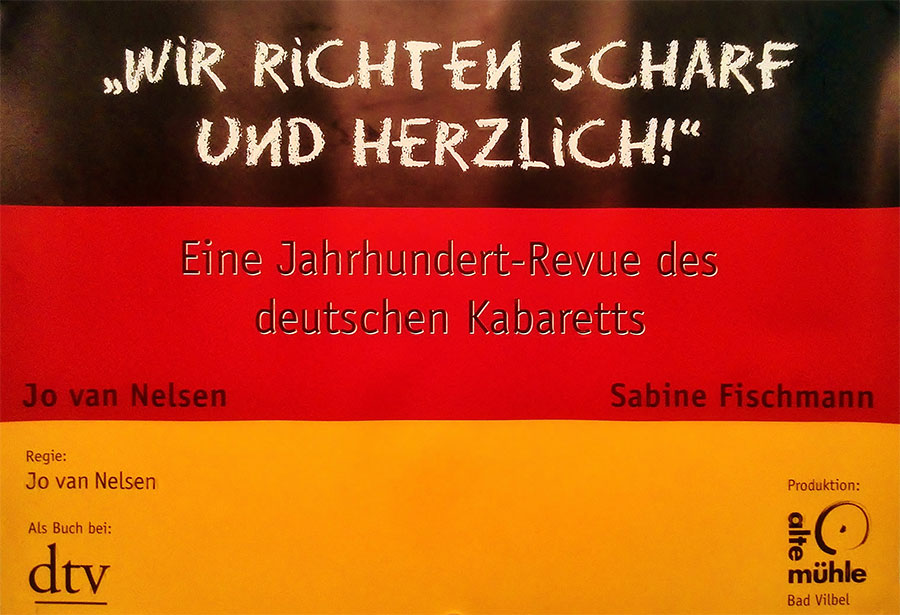 „WiR RiCHTEN SCHARF
UND HERZLiCH!“
Eine Jahrhundert-Revue des
deutschen Kabaretts
Jo van Nelsen
Sabine Fischmann
Regie:
Jo van Nelsen
Als Buch bei:
dtv
Produktion:
alte
mühle
Bad Vilbel